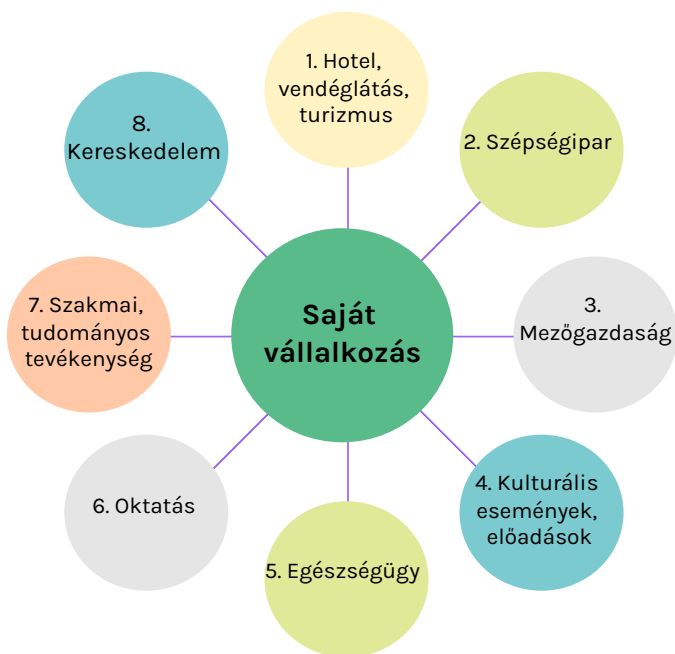 1. Hotel,
vendéglátás,
turizmus
2. Szépségipar
3.
Mezőgazdaság
4. Kulturális
események,
előadások
5. Egészségügy
6. Oktatás
7. Szakmai,
tudományos
tevékenység
8.
Kereskedelem
Saját
vállalkozás